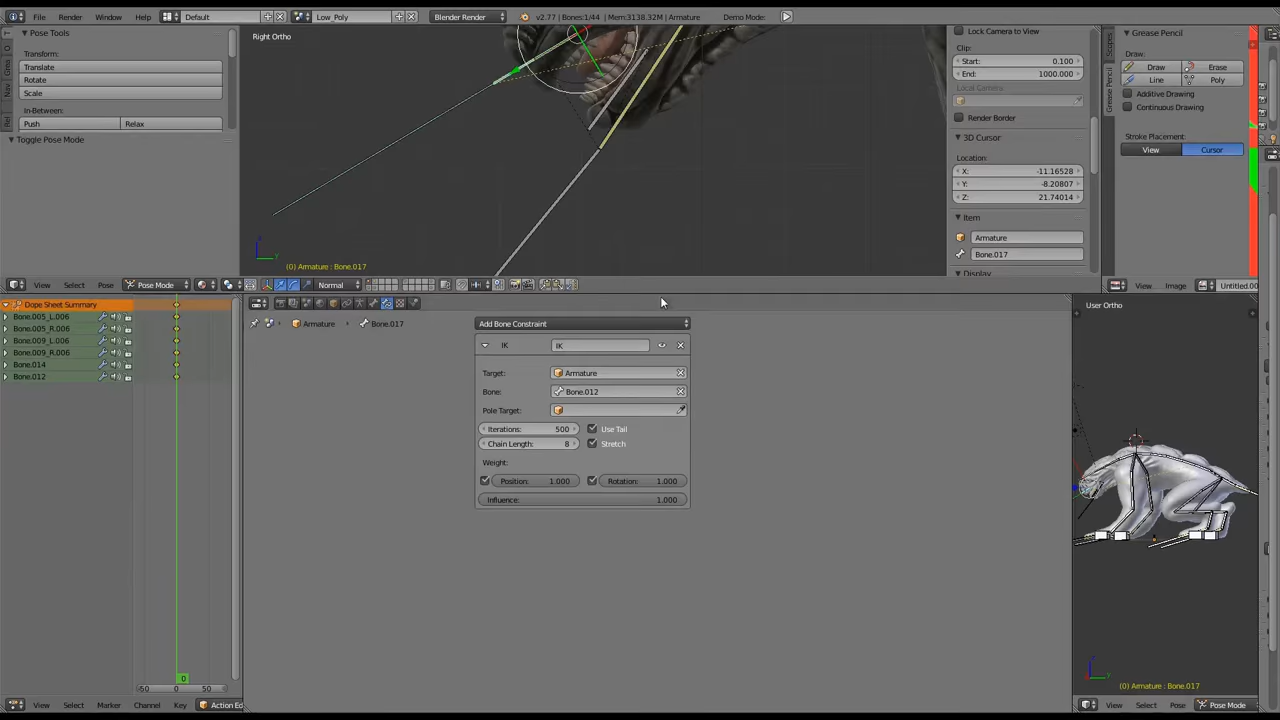 File Render Window Help Default Low_Poly Blender Render v2.77 | Bones:1/44 | Mem:3138.32M | Armature Demo Mode:
Pose Tools
Transform:
Translate
Rotate
Scale
In-Between:
Push Relax
Toggle Pose Mode
Right Ortho
(0) Armature : Bone.017
Lock Camera to View
Clip:
Start: 0.100
End: 1000.000
Local Camera:
Render Border
3D Cursor
Location:
X: -11.16528
Y: -8.20807
Z: 21.74014
Item
Armature
Bone.017
Display
Scopes
Grease Pencil
Grease Pencil
Draw:
Draw Erase
Line Poly
Additive Drawing
Continuous Drawing
Stroke Placement:
View Cursor
View Select Pose Pose Mode Normal
View Image Untitled.00
Dope Sheet Summary
Bone.005_L.006
Bone.005_R.006
Bone.009_L.006
Bone.009_R.006
Bone.014
Bone.012
-50 0 50
0
View Select Marker Channel Key Action Ed
Armature Bone.017
Add Bone Constraint
IK IK
Target: Armature
Bone: Bone.012
Pole Target:
Iterations: 500 Use Tail
Chain Length: 8 Stretch
Weight:
Position: 1.000 Rotation: 1.000
Influence: 1.000
User Ortho
(0) Armature : Bone.017
View Select Pose Pose Mode